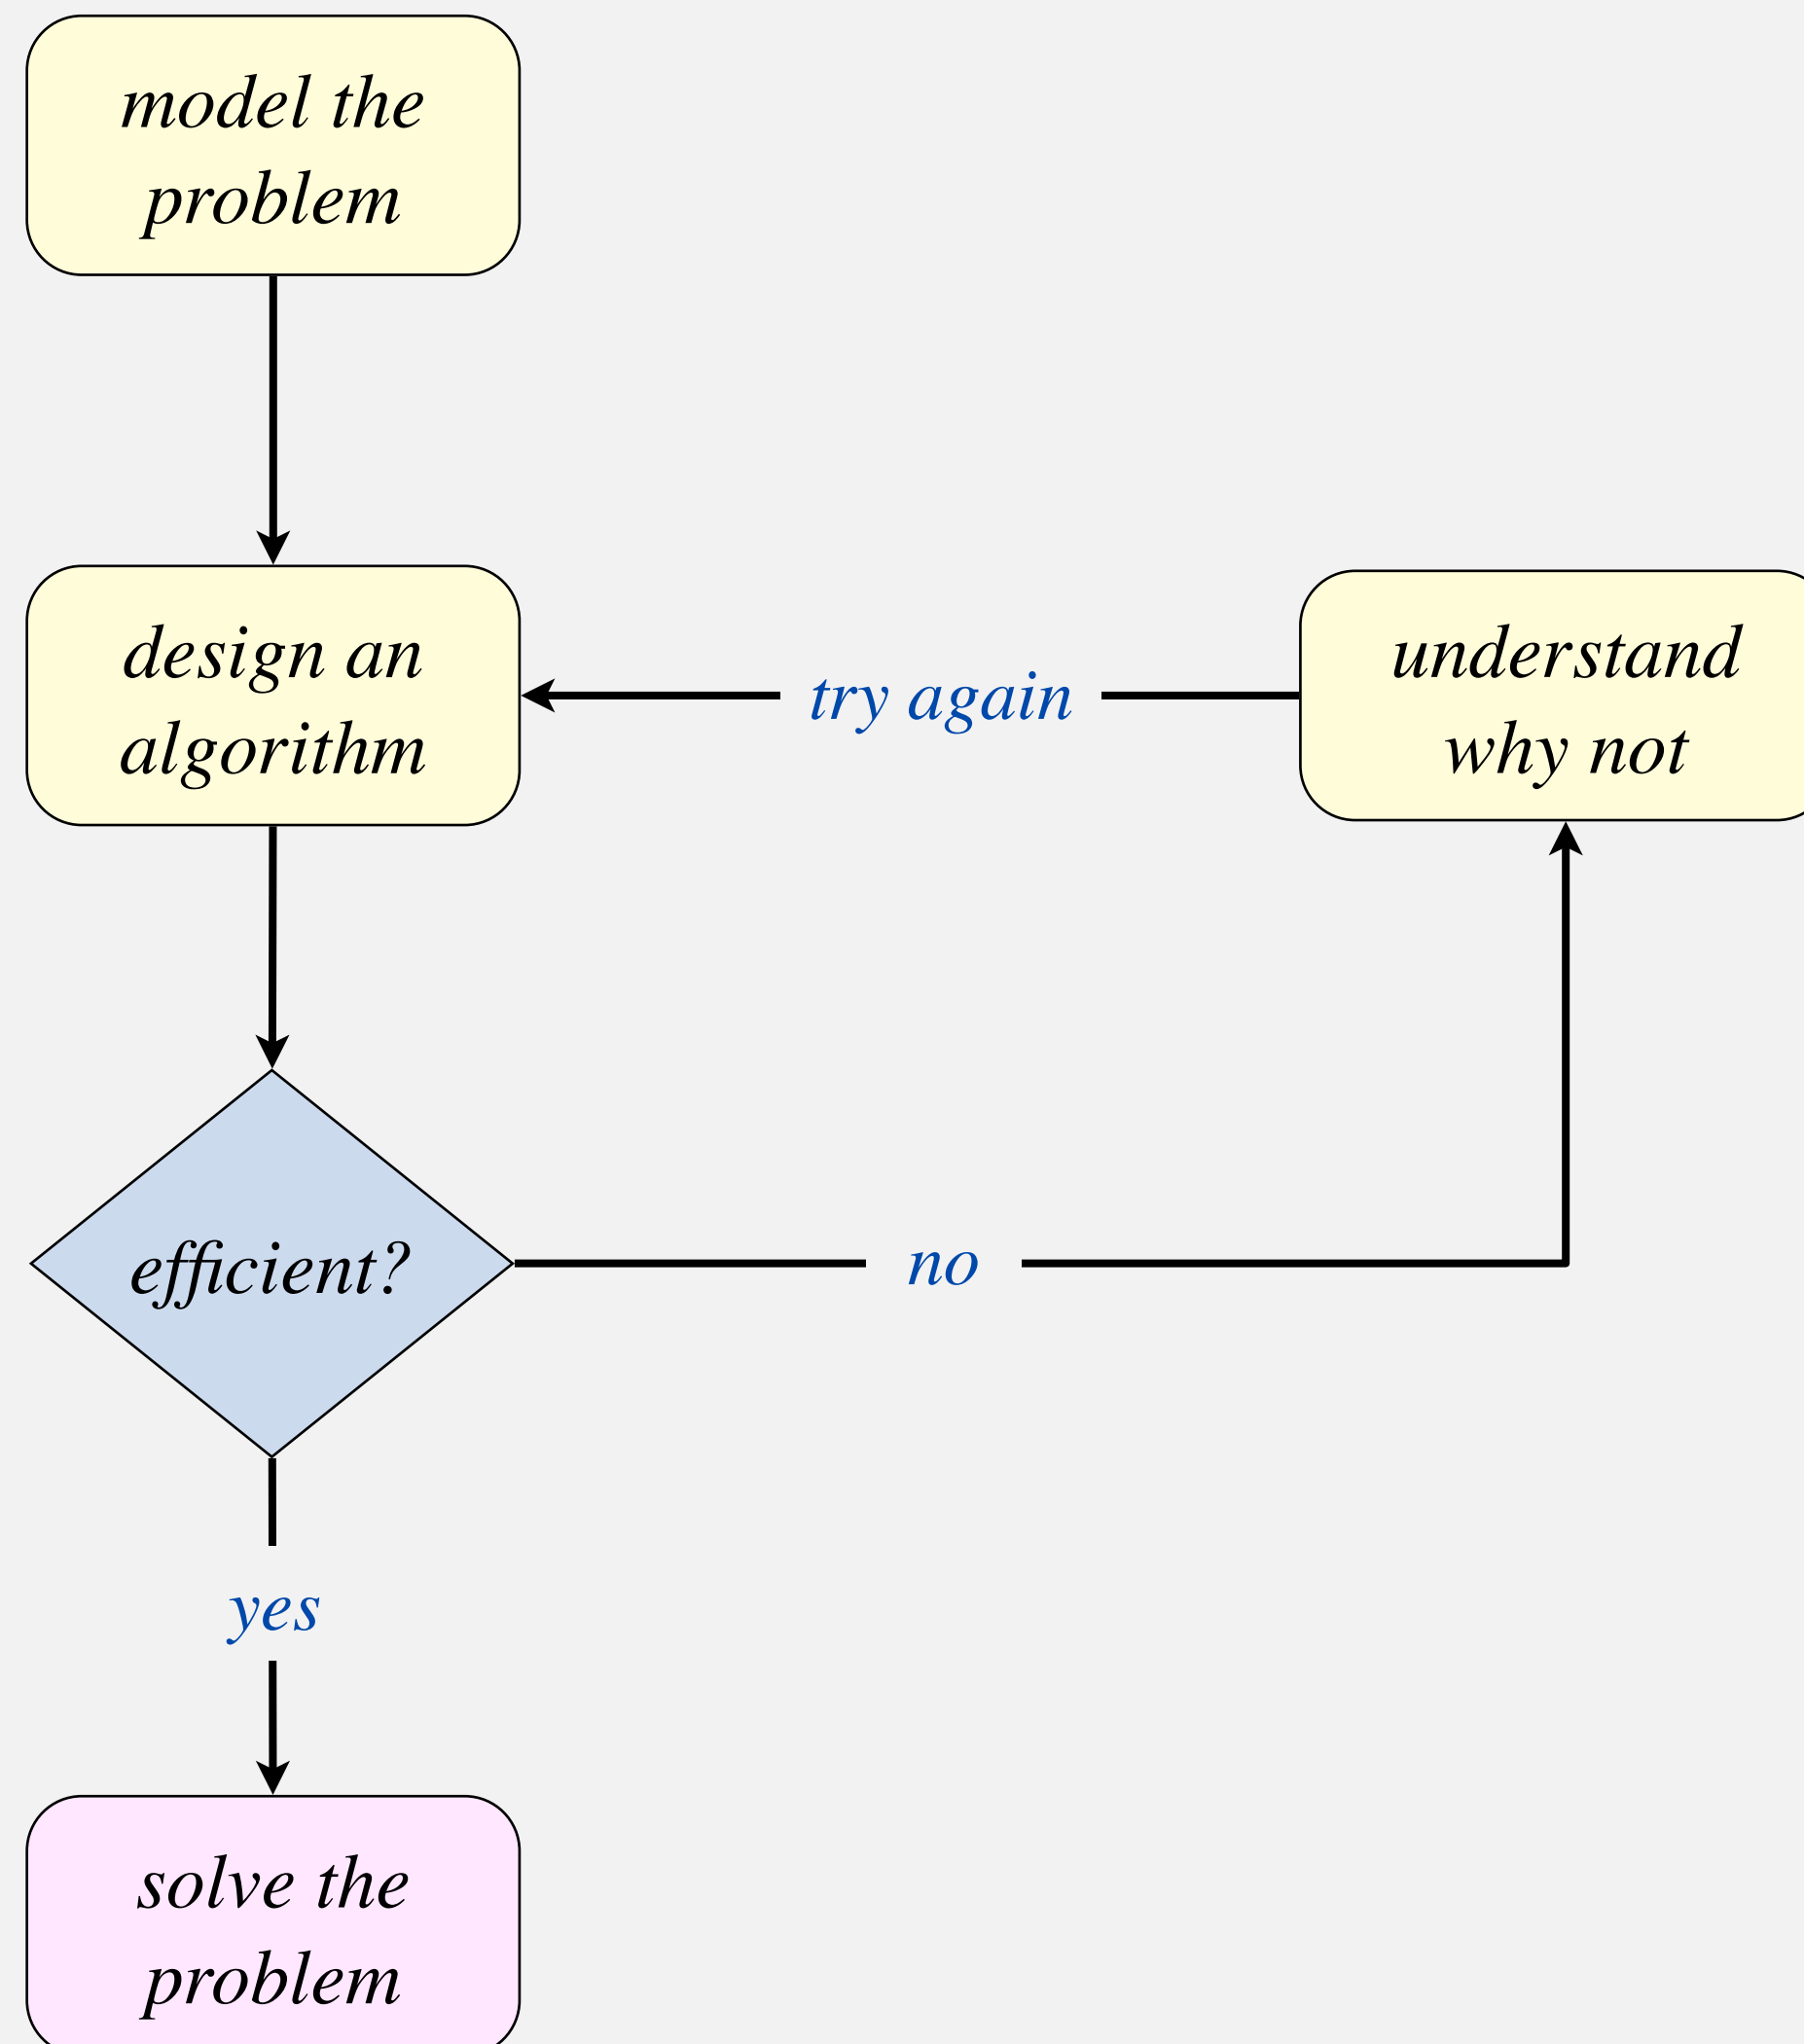 model the
problem
design an
algorithm
try again
understand
why not
efficient?
no
yes
solve the
problem